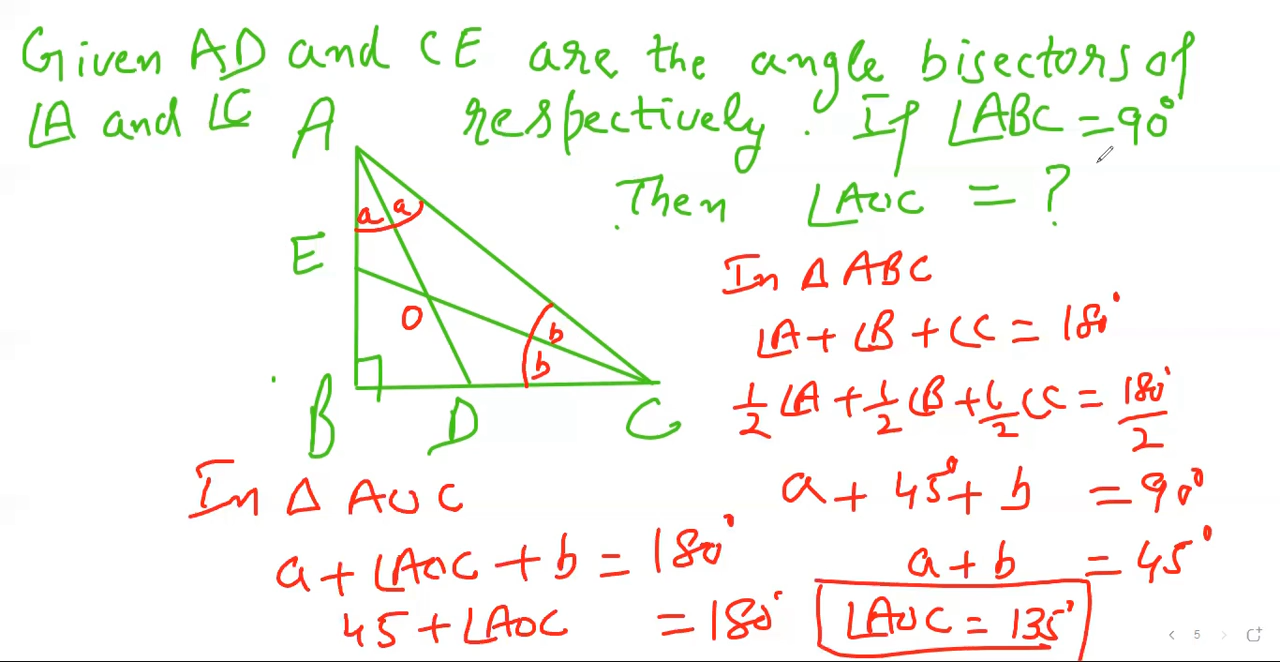 Given AD and CE are the angle bisectors of
∠A and ∠C respectively. If ∠ABC = 90°
Then ∠AOC = ?
A
a a
E
O
b
b
B D C
In Δ ABC
∠A + ∠B + ∠C = 180°
1/2 ∠A + 1/2 ∠B + 1/2 ∠C = 180°/2
a + 45° + b = 90°
a + b = 45°
In Δ AOC
a + ∠AOC + b = 180°
45 + ∠AOC = 180°
∠AOC = 135°
< 5 >